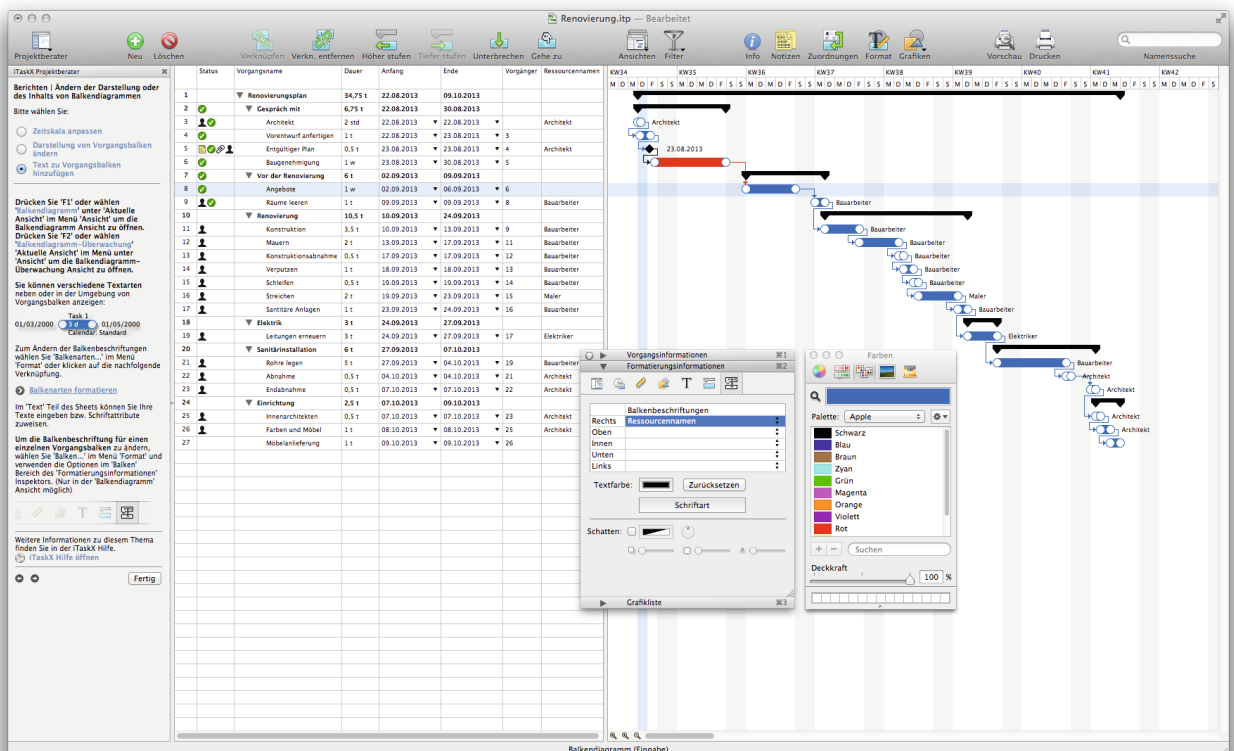 Renovierung.itp — Bearbeitet
Projektberater Neu Löschen Verknüpfen Verkn. entfernen Höher stufen Tiefer stufen Unterbrechen Gehe zu Ansichten Filter Info Notizen Zuordnungen Format Grafiken Vorschau Drucken Namenssuche
iTaskX Projektberater
Berichten | Ändern der Darstellung oder
des Inhalts von Balkendiagrammen
Bitte wählen Sie:
Zeitskala anpassen
Darstellung von Vorgangsbalken
ändern
Text zu Vorgangsbalken
hinzufügen
Drücken Sie 'F1' oder wählen
'Balkendiagramm' unter 'Aktuelle
Ansicht' im Menü 'Ansicht' um die
Balkendiagramm Ansicht zu öffnen.
Drücken Sie 'F2' oder wählen
'Balkendiagramm-Überwachung'
'Aktuelle Ansicht' im Menü unter
'Ansicht' um die Balkendiagramm-
Überwachung Ansicht zu öffnen.
Sie können verschiedene Textarten
neben oder in der Umgebung von
Vorgangsbalken anzeigen:
Task 1
01/03/2000 3 d 01/05/2000
Calendar: Standard
Zum Ändern der Balkenbeschriftungen
wählen Sie 'Balkenarten...' im Menü
'Format' oder klicken auf die nachfolgende
Verknüpfung.
Balkenarten formatieren
Im 'Text' Teil des Sheets können Sie Ihre
Texte eingeben bzw. Schriftattribute
zuweisen.
Um die Balkenbeschriftung für einen
einzelnen Vorgangsbalken zu ändern,
wählen Sie 'Balken...' im Menü 'Format' und
verwenden die Optionen im 'Balken'
Bereich des 'Formatierungsinformationen'
Inspektors. (Nur in der 'Balkendiagramm'
Ansicht möglich)
Weitere Informationen zu diesem Thema
finden Sie in der iTaskX Hilfe.
iTaskX Hilfe öffnen
Fertig
Status Vorgangsname Dauer Anfang Ende Vorgänger Ressourcennamen
1 Renovierungsplan 34,75 t 22.08.2013 09.10.2013
2 Gespräch mit 6,75 t 22.08.2013 30.08.2013
3 Architekt 2 std 22.08.2013 22.08.2013 Architekt
4 Vorentwurf anfertigen 1 t 22.08.2013 23.08.2013 3
5 Entgültiger Plan 0,5 t 23.08.2013 23.08.2013 4 Architekt
6 Baugenehmigung 1 w 23.08.2013 30.08.2013 5
7 Vor der Renovierung 6 t 02.09.2013 09.09.2013
8 Angebote 1 w 02.09.2013 06.09.2013 6
9 Räume leeren 1 t 09.09.2013 09.09.2013 8 Bauarbeiter
10 Renovierung 10,5 t 10.09.2013 24.09.2013
11 Konstruktion 3,5 t 10.09.2013 13.09.2013 9 Bauarbeiter
12 Mauern 2 t 13.09.2013 17.09.2013 11 Bauarbeiter
13 Konstruktionsabnahme 0,5 t 17.09.2013 17.09.2013 12 Bauarbeiter
14 Verputzen 1 t 18.09.2013 18.09.2013 13 Bauarbeiter
15 Schleifen 0,5 t 19.09.2013 19.09.2013 14 Bauarbeiter
16 Streichen 2 t 19.09.2013 23.09.2013 15 Maler
17 Sanitäre Anlagen 1 t 23.09.2013 24.09.2013 16 Bauarbeiter
18 Elektrik 3 t 24.09.2013 27.09.2013
19 Leitungen erneuern 3 t 24.09.2013 27.09.2013 17 Elektriker
20 Sanitärinstallation 6 t 27.09.2013 07.10.2013
21 Rohre legen 5 t 27.09.2013 04.10.2013 19 Bauarbeiter
22 Abnahme 0,5 t 04.10.2013 04.10.2013 21 Architekt
23 Endabnahme 0,5 t 07.10.2013 07.10.2013 22 Architekt
24 Einrichtung 2,5 t 07.10.2013 09.10.2013
25 Innenarchitekten 0,5 t 07.10.2013 07.10.2013 23 Architekt
26 Farben und Möbel 1 t 08.10.2013 08.10.2013 25 Architekt
27 Möbelanlieferung 1 t 09.10.2013 09.10.2013 26
KW34 KW35 KW36 KW37 KW38 KW39 KW40 KW41 KW42
M D M D F S S M D M D F S S M D M D F S S M D M D F S S M D M D F S S M D M D F S S M D M D F S S M D M D F S S M D M D F S
Architekt
23.08.2013
Bauarbeiter
Bauarbeiter
Bauarbeiter
Bauarbeiter
Bauarbeiter
Bauarbeiter
Maler
Bauarbeiter
Elektriker
Bauarbeiter
Architekt
Architekt
Architekt
Architekt
Vorgangsinformationen ⌘1
Formatierungsinformationen ⌘2
Balkenbeschriftungen
Rechts Ressourcennamen
Oben
Innen
Unten
Links
Textfarbe: Zurücksetzen
Schriftart
Schatten:
Grafikliste ⌘3
Farben
Palette: Apple
Schwarz
Blau
Braun
Zyan
Grün
Magenta
Orange
Violett
Rot
Suchen
Deckkraft
100 %
Balkendiagramm (Eingabe)